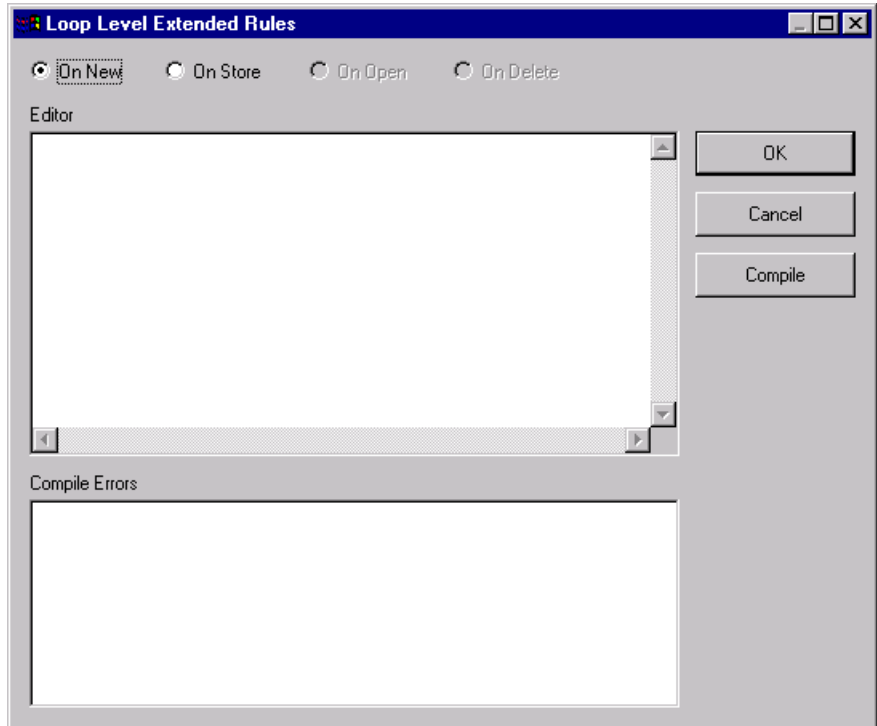 Loop Level Extended Rules
On New On Store On Open On Delete
Editor
OK
Cancel
Compile
Compile Errors